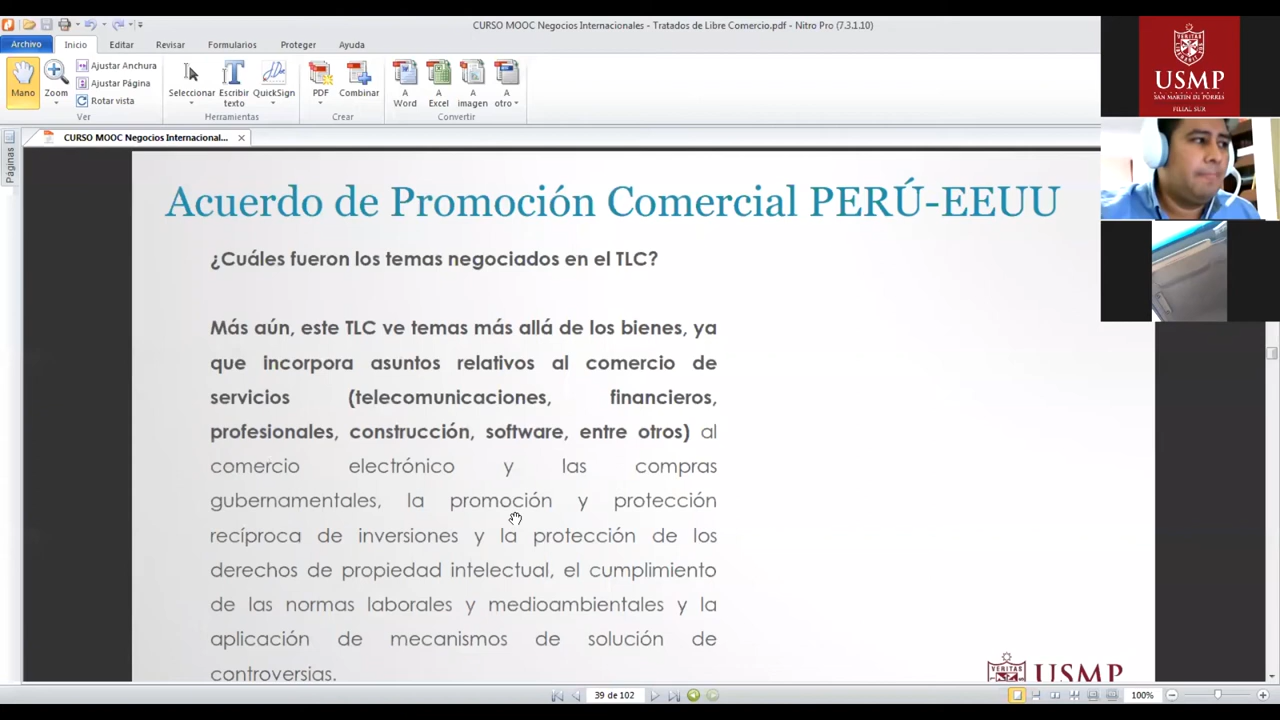 CURSO MOOC Negocios Internacionales - Tratados de Libre Comercio.pdf - Nitro Pro (7.3.1.10)
Archivo Inicio Editar Revisar Formularios Proteger Ayuda
Mano
Zoom
Ajustar Anchura
Ajustar Página
Rotar vista
Ver
Seleccionar
Escribir
texto
QuickSign
Herramientas
PDF
Combinar
Crear
A
Word
A
Excel
A
imagen
A
otro
Convertir
CURSO MOOC Negocios Internacional...
Páginas
Acuerdo de Promoción Comercial PERÚ-EEUU
¿Cuáles fueron los temas negociados en el TLC?
Más aún, este TLC ve temas más allá de los bienes, ya
que incorpora asuntos relativos al comercio de
servicios (telecomunicaciones, financieros,
profesionales, construcción, software, entre otros) al
comercio electrónico y las compras
gubernamentales, la promoción y protección
recíproca de inversiones y la protección de los
derechos de propiedad intelectual, el cumplimiento
de las normas laborales y medioambientales y la
aplicación de mecanismos de solución de
controversias.
USMP
39 de 102
100%
VERITAS
USMP
SAN MARTIN DE PORRES
FILIAL SUR